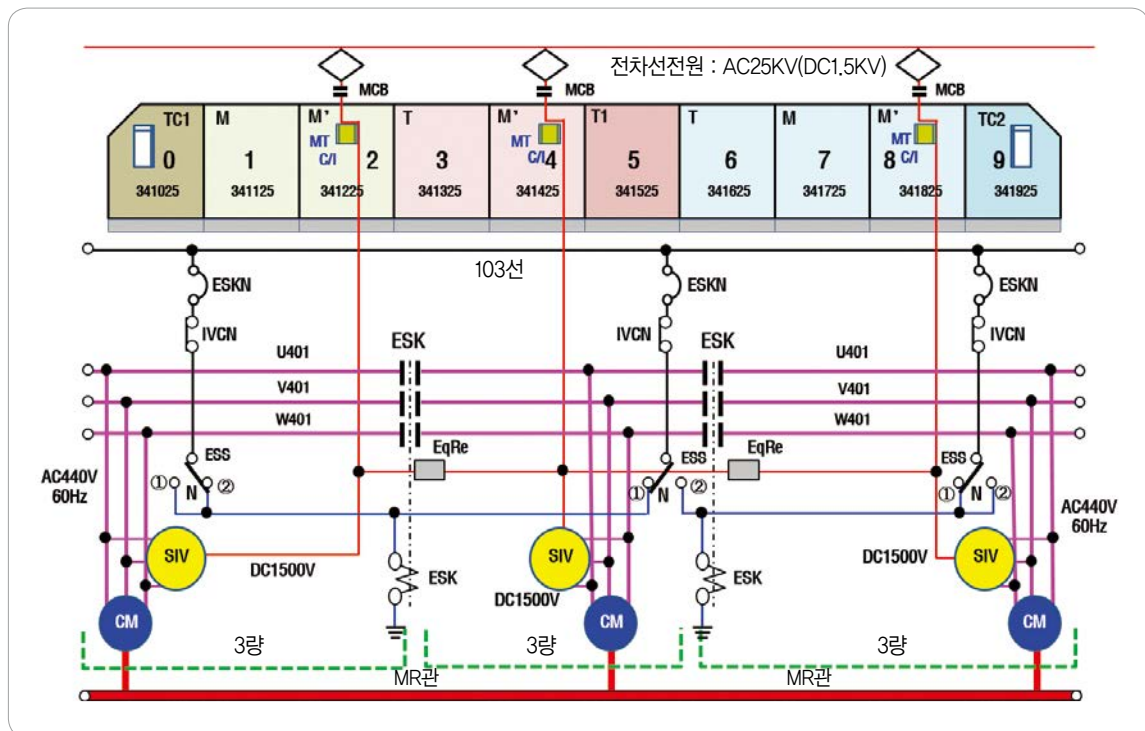 전차선전원 : AC25KV(DC1.5KV)
MCB
MCB
MCB
TC1
M
M'
T
M'
T1
T
M
M'
TC2
MT
MT
MT
C/I
C/I
C/I
0
1
2
3
4
5
6
7
8
9
341025
341125
341225
341325
341425
341525
341625
341725
341825
341925
103선
ESKN
ESKN
ESKN
IVCN
IVCN
IVCN
ESK
ESK
U401
U401
V401
V401
W401
W401
EqRe
EqRe
ESS
ESS
ESS
AC440V
60Hz
① N ②
① N ②
① N ②
AC440V
60Hz
SIV
SIV
SIV
DC1500V
ESK
DC1500V
ESK
DC1500V
CM
CM
CM
3량
3량
3량
MR관
MR관